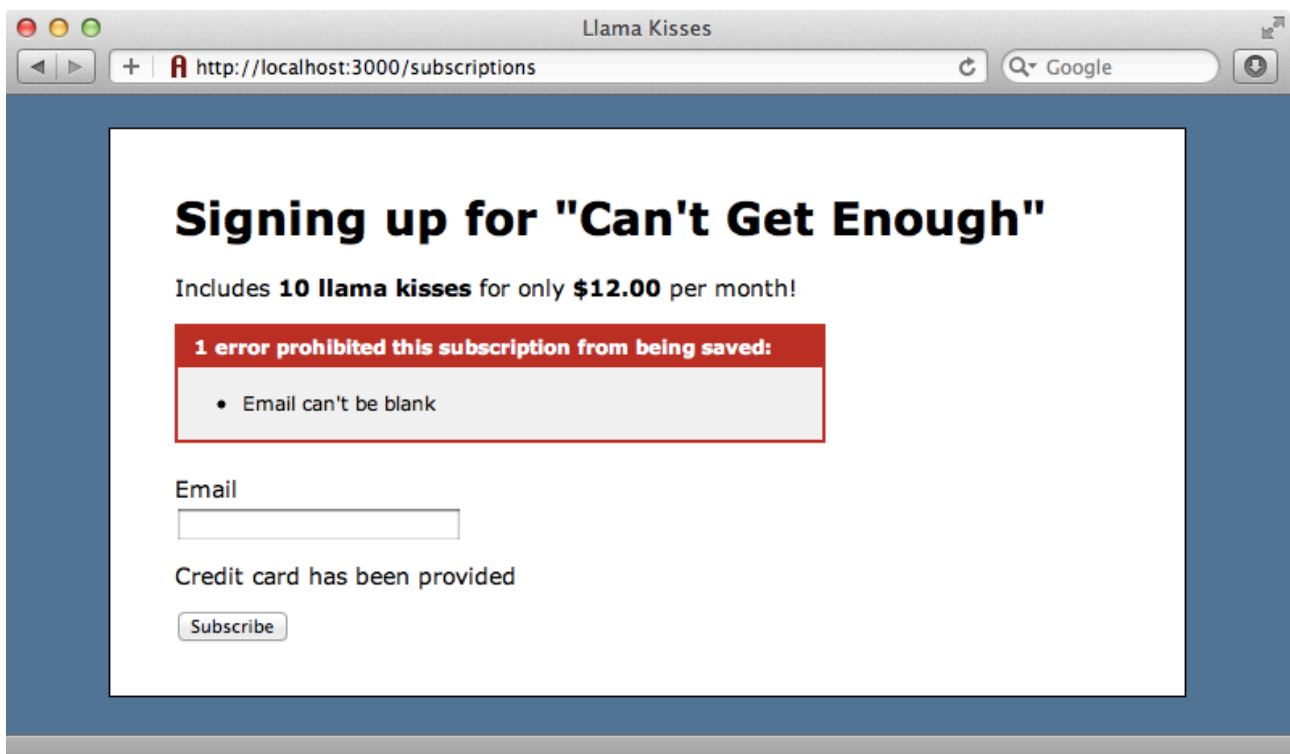 Llama Kisses
http://localhost:3000/subscriptions
Google
Signing up for "Can't Get Enough"
Includes 10 llama kisses for only $12.00 per month!
1 error prohibited this subscription from being saved:
• Email can't be blank
Email
Credit card has been provided
Subscribe